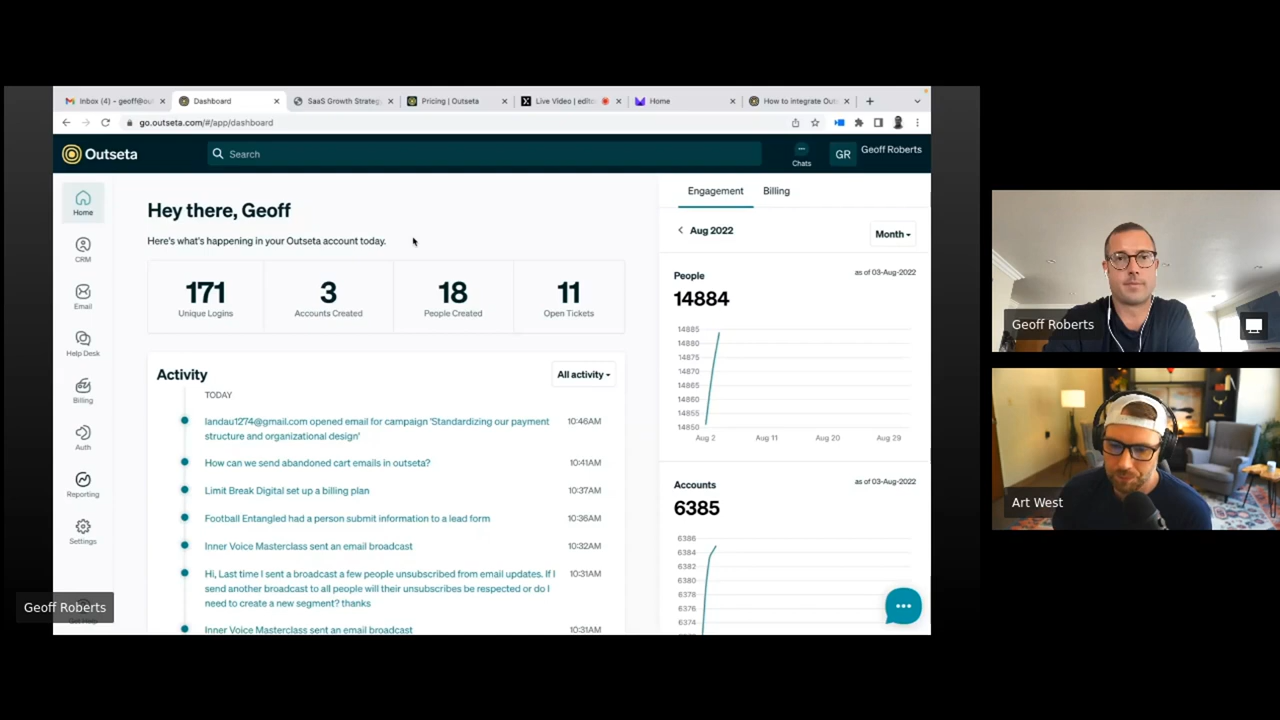 Inbox (4) – geoff@out
Dashboard
SaaS Growth Strateg
Pricing | Outseta
Live Video | edito
Home
How to integrate Out
go.outseta.com/#/app/dashboard
Outseta
Search
Chats
GR
Geoff Roberts
Home
CRM
Email
Help Desk
Billing
Auth
Reporting
Settings
Hey there, Geoff
Here's what's happening in your Outseta account today.
171
Unique Logins
3
Accounts Created
18
People Created
11
Open Tickets
Activity
All activity
TODAY
landau1274@gmail.com opened email for campaign 'Standardizing our payment
structure and organizational design'
10:46AM
How can we send abandoned cart emails in outseta?
10:41AM
Limit Break Digital set up a billing plan
10:37AM
Football Entangled had a person submit information to a lead form
10:36AM
Inner Voice Masterclass sent an email broadcast
10:32AM
Hi, Last time I sent a broadcast a few people unsubscribed from email updates. If I
send another broadcast to all people will their unsubscribes be respected or do I
need to create a new segment? thanks
10:31AM
Inner Voice Masterclass sent an email broadcast
10:31AM
Engagement
Billing
Aug 2022
Month
People
as of 03-Aug-2022
14884
14885
14880
14875
14870
14865
14860
14855
14850
Aug 2
Aug 11
Aug 20
Aug 29
Accounts
as of 03-Aug-2022
6385
6386
6384
6382
6380
6378
6376
6374
Geoff Roberts
Geoff Roberts
Art West